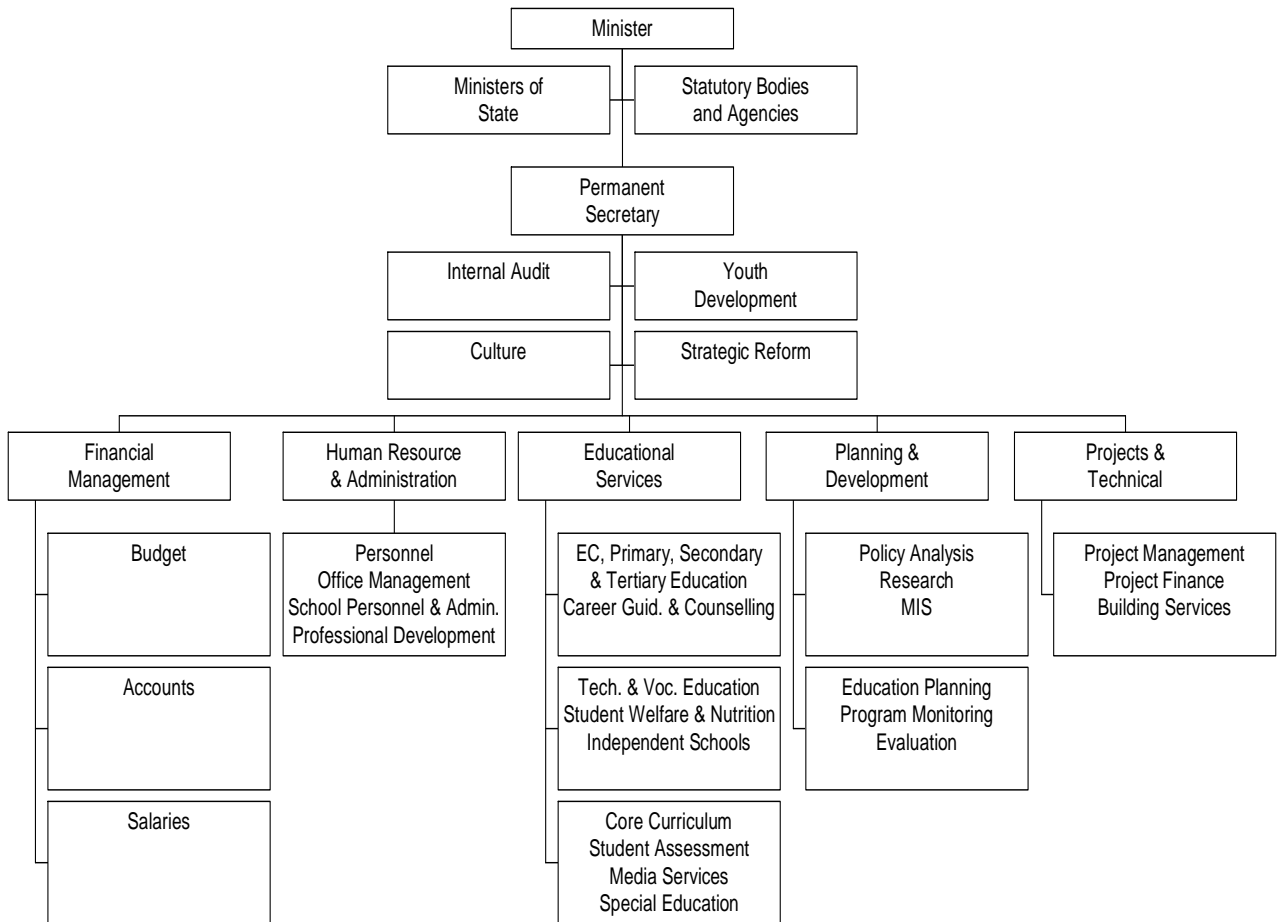 Minister
Ministers of
State
Statutory Bodies
and Agencies
Permanent
Secretary
Internal Audit
Youth
Development
Culture
Strategic Reform
Financial
Management
Human Resource
& Administration
Educational
Services
Planning &
Development
Projects &
Technical
Budget
Accounts
Salaries
Personnel
Office Management
School Personnel & Admin.
Professional Development
EC, Primary, Secondary
& Tertiary Education
Career Guid. & Counselling
Tech. & Voc. Education
Student Welfare & Nutrition
Independent Schools
Core Curriculum
Student Assessment
Media Services
Special Education
Policy Analysis
Research
MIS
Education Planning
Program Monitoring
Evaluation
Project Management
Project Finance
Building Services